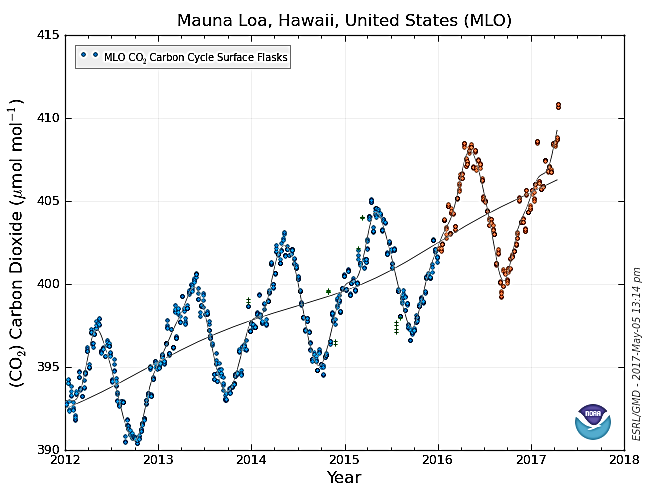 Mauna Loa, Hawaii, United States (MLO)
415
MLO CO₂ Carbon Cycle Surface Flasks
410
405
400
395
390
(CO₂) Carbon Dioxide (μmol mol⁻¹)
2012 2013 2014 2015 2016 2017 2018
Year
NOAA
ESRL/GMD - 2017-May-05 13:14 pm